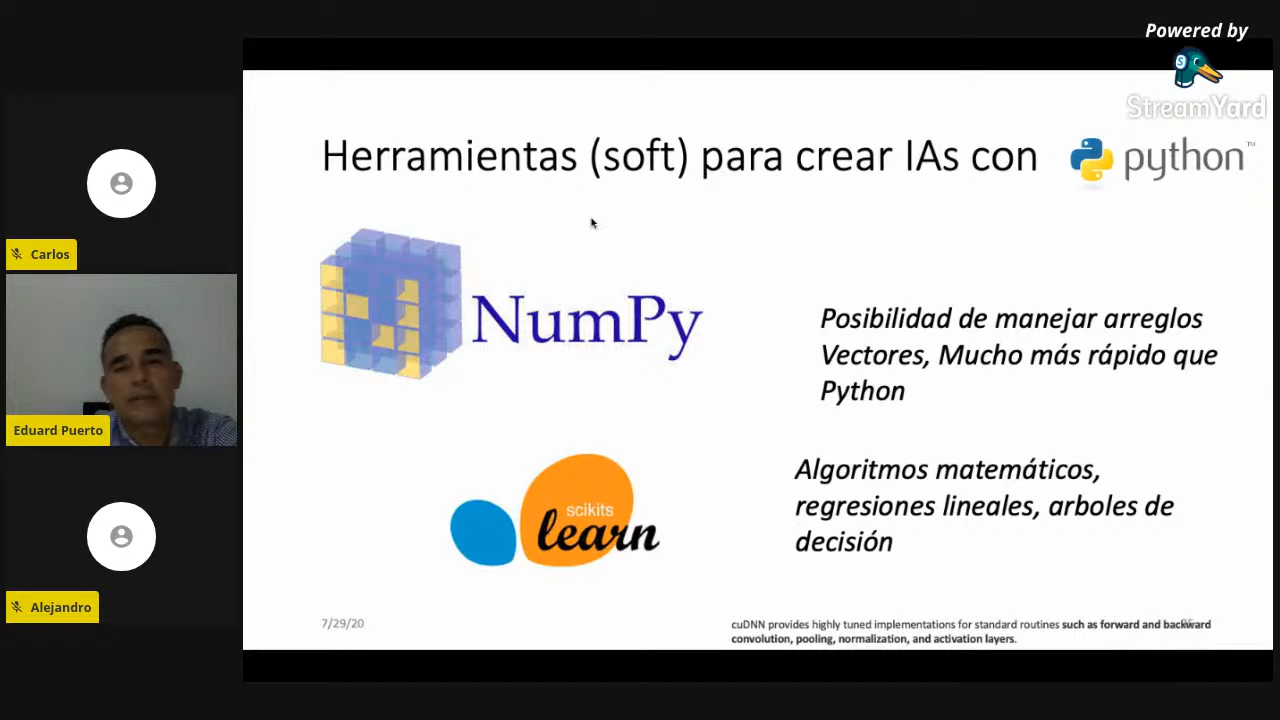 Powered by
StreamYard
Herramientas (soft) para crear IAs con
python™
Carlos
NumPy
Posibilidad de manejar arreglos
Vectores, Mucho más rápido que
Python
Eduard Puerto
scikits
learn
Algoritmos matemáticos,
regresiones lineales, arboles de
decisión
Alejandro
7/29/20
cuDNN provides highly tuned implementations for standard routines such as forward and backward
convolution, pooling, normalization, and activation layers.